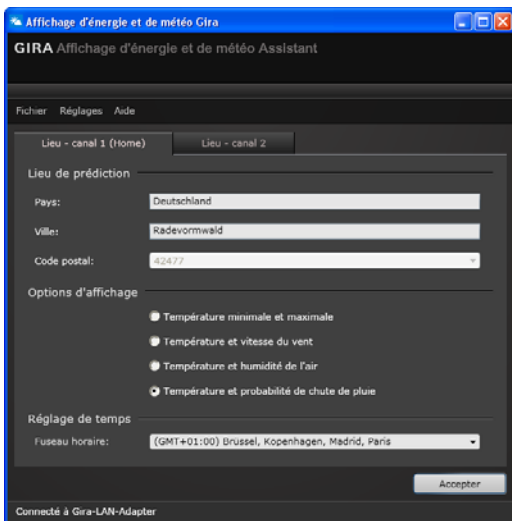 Affichage d'énergie et de météo Gira
GIRA Affichage d'énergie et de météo Assistant
Fichier Réglages Aide
Lieu - canal 1 (Home) Lieu - canal 2
Lieu de prédiction
Pays: Deutschland
Ville: Radevormwald
Code postal: 42477
Options d'affichage
Température minimale et maximale
Température et vitesse du vent
Température et humidité de l'air
Température et probabilité de chute de pluie
Réglage de temps
Fuseau horaire: (GMT+01:00) Brüssel, Kopenhagen, Madrid, Paris
Accepter
Connecté à Gira-LAN-Adapter